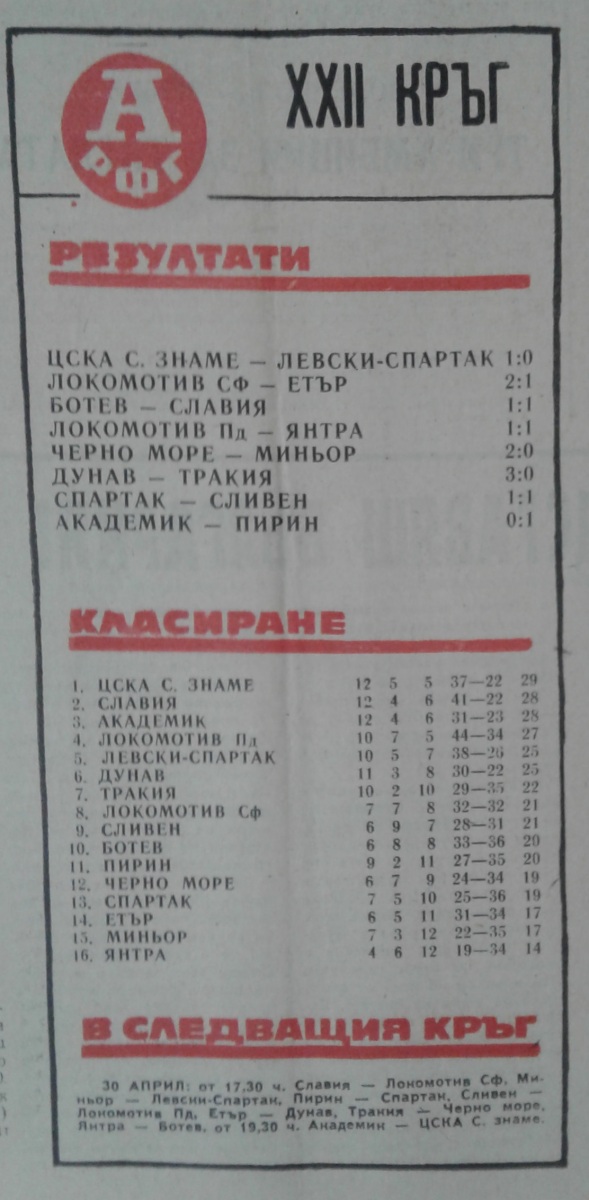 А
РФГ
XXII КРЪГ
РЕЗУЛТАТИ
ЦСКА С. ЗНАМЕ — ЛЕВСКИ-СПАРТАК 1:0
ЛОКОМОТИВ СФ — ЕТЪР 2:1
БОТЕВ — СЛАВИЯ 1:1
ЛОКОМОТИВ Пд — ЯНТРА 1:1
ЧЕРНО МОРЕ — МИНЬОР 2:0
ДУНАВ — ТРАКИЯ 3:0
СПАРТАК — СЛИВЕН 1:1
АКАДЕМИК — ПИРИН 0:1
КЛАСИРАНЕ
1. ЦСКА С. ЗНАМЕ 12 5 5 37—22 29
2. СЛАВИЯ 12 4 6 41—22 28
3. АКАДЕМИК 12 4 6 31—23 28
4. ЛОКОМОТИВ Пд 10 7 5 44—34 27
5. ЛЕВСКИ-СПАРТАК 10 5 7 38—26 25
6. ДУНАВ 11 3 8 30—22 25
7. ТРАКИЯ 10 2 10 29—35 22
8. ЛОКОМОТИВ Сф 7 7 8 32—32 21
9. СЛИВЕН 6 9 7 28—31 21
10. БОТЕВ 6 8 8 33—36 20
11. ПИРИН 9 2 11 27—35 20
12. ЧЕРНО МОРЕ 6 7 9 24—34 19
13. СПАРТАК 7 5 10 25—36 19
14. ЕТЪР 6 5 11 31—34 17
15. МИНЬОР 7 3 12 22—35 17
16. ЯНТРА 4 6 12 19—34 14
В СЛЕДВАЩИЯ КРЪГ
30 АПРИЛ: от 17,30 ч. Славия — Локомотив Сф, Ми-
ньор — Левски-Спартак, Пирин — Спартак, Сливен —
Локомотив Пд, Етър — Дунав, Тракия — Черно море,
Янтра — Ботев, от 19,30 ч. Академик — ЦСКА С. знаме.